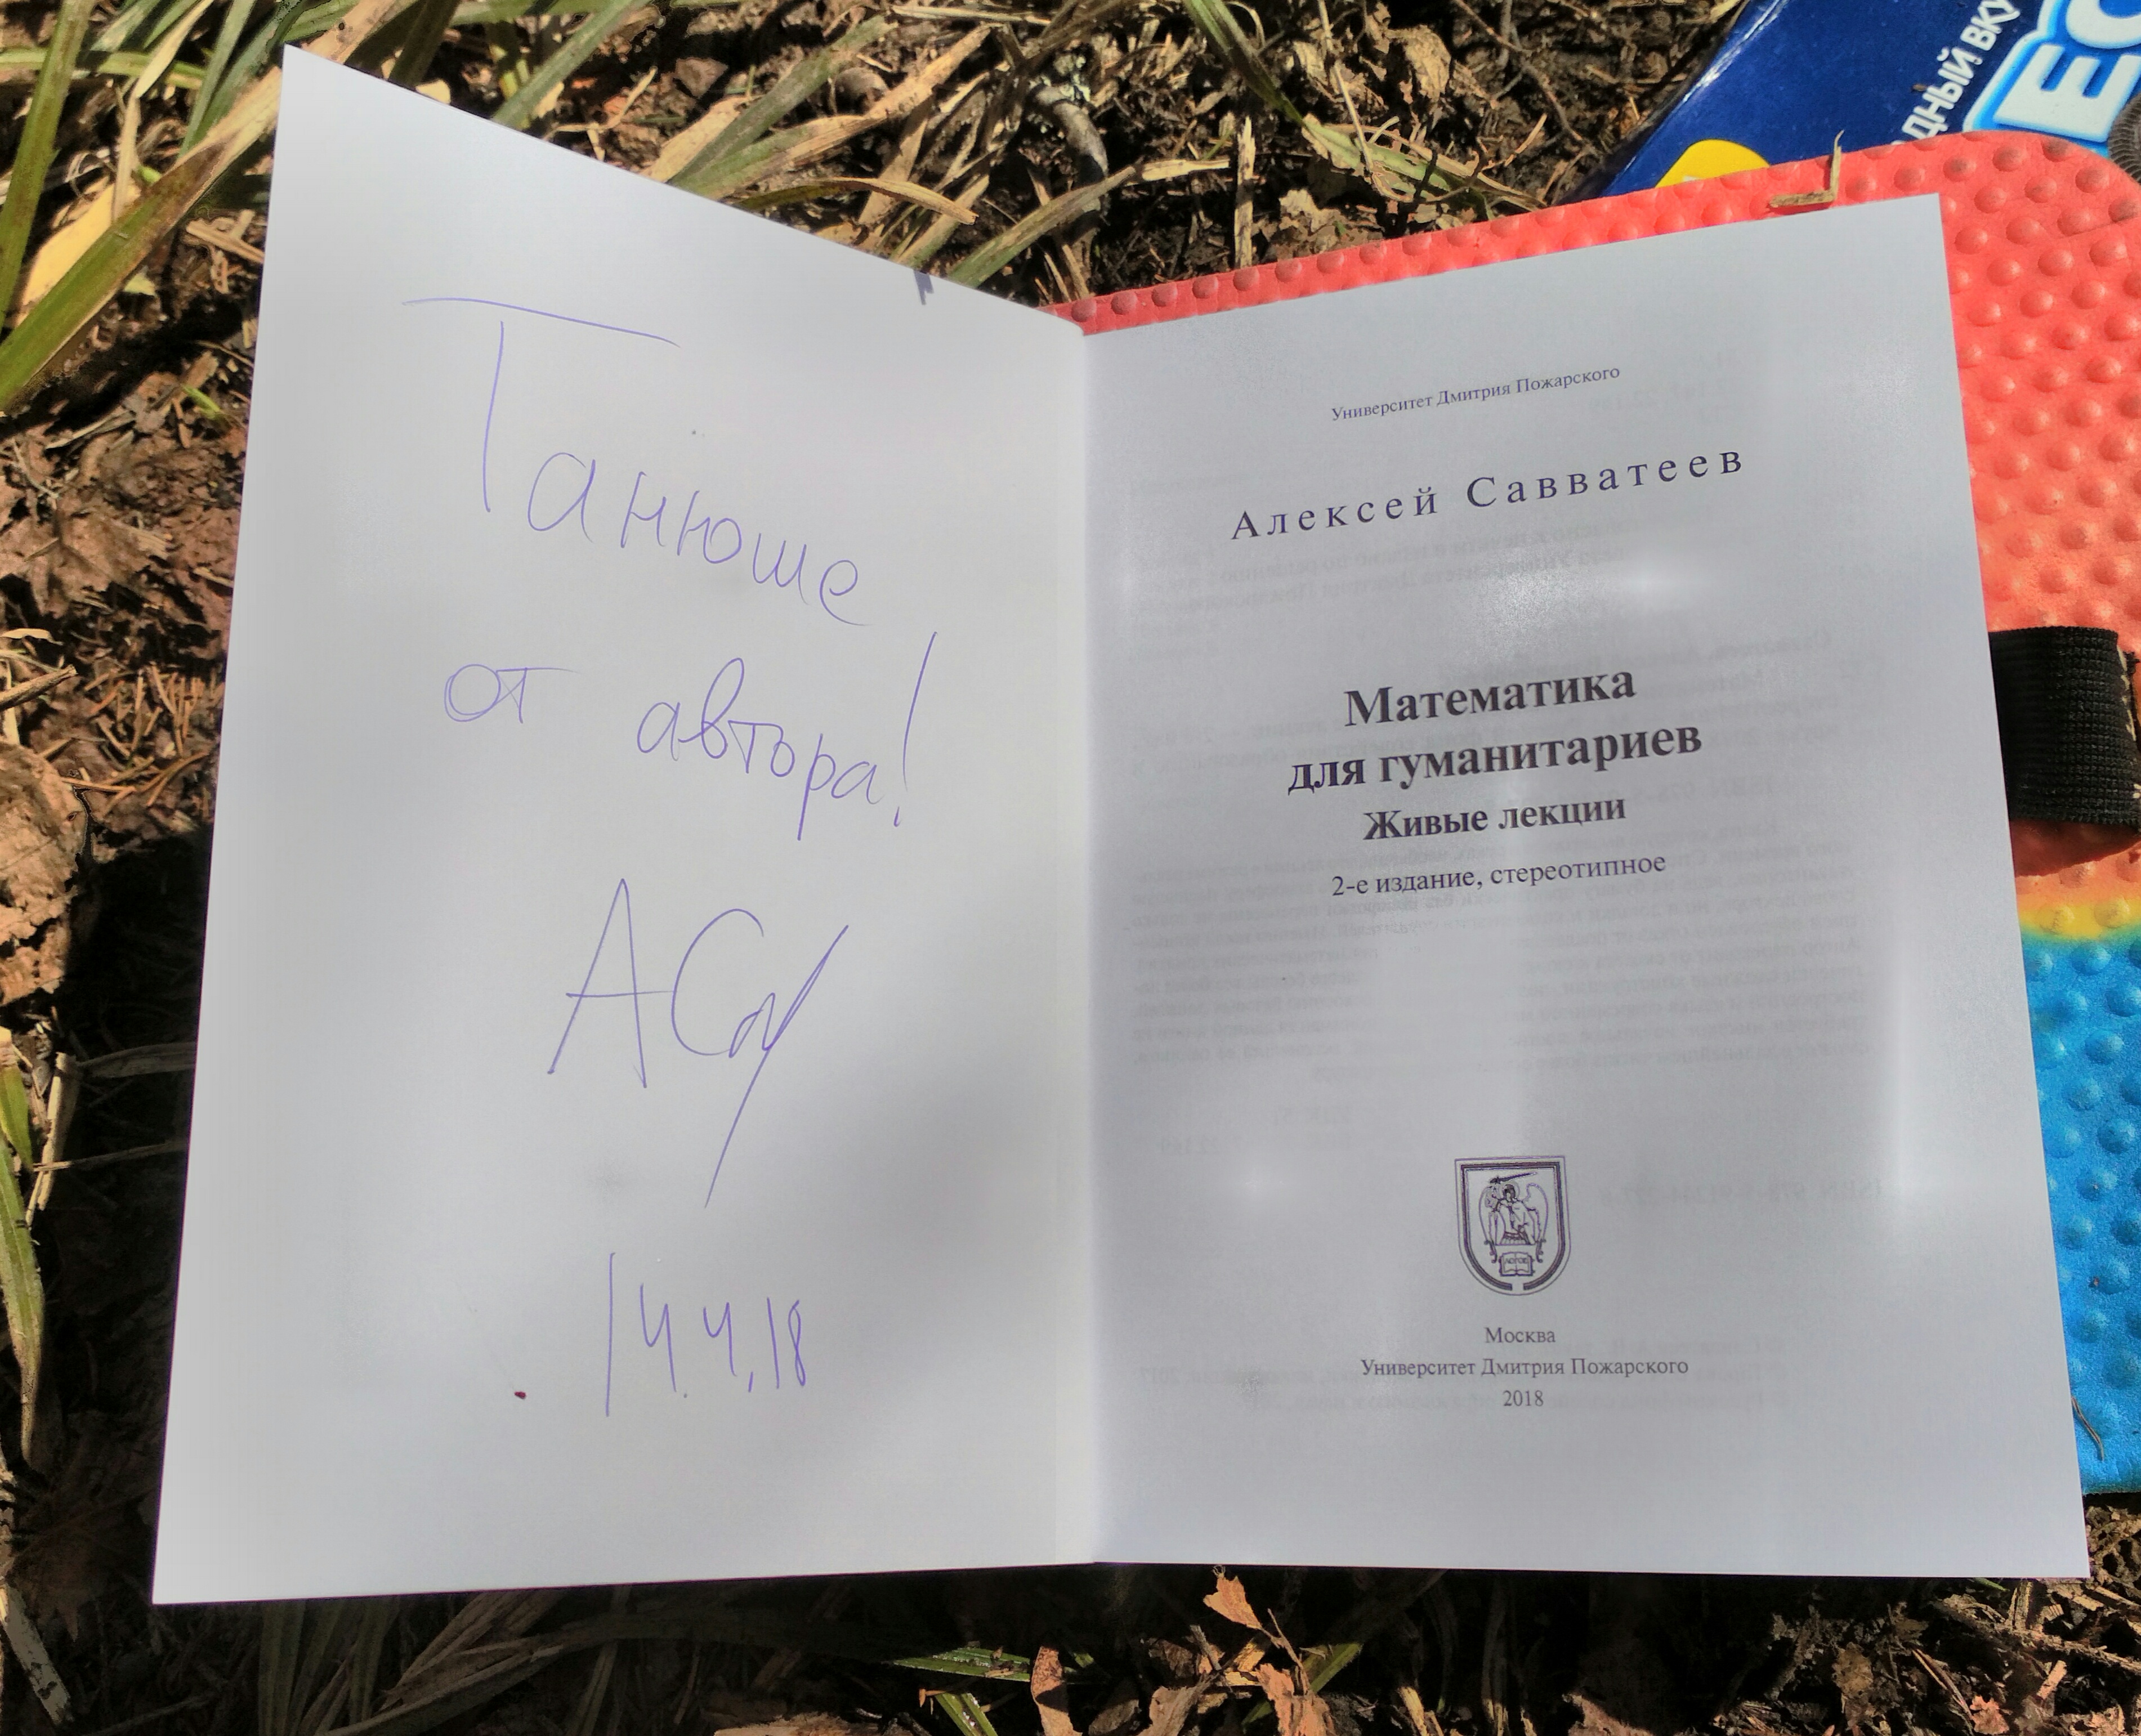 Танюше
от автора!
14.4.18
Университет Дмитрия Пожарского
Алексей Савватеев
Математика
для гуманитариев
Живые лекции
2-е издание, стереотипное
Москва
Университет Дмитрия Пожарского
2018